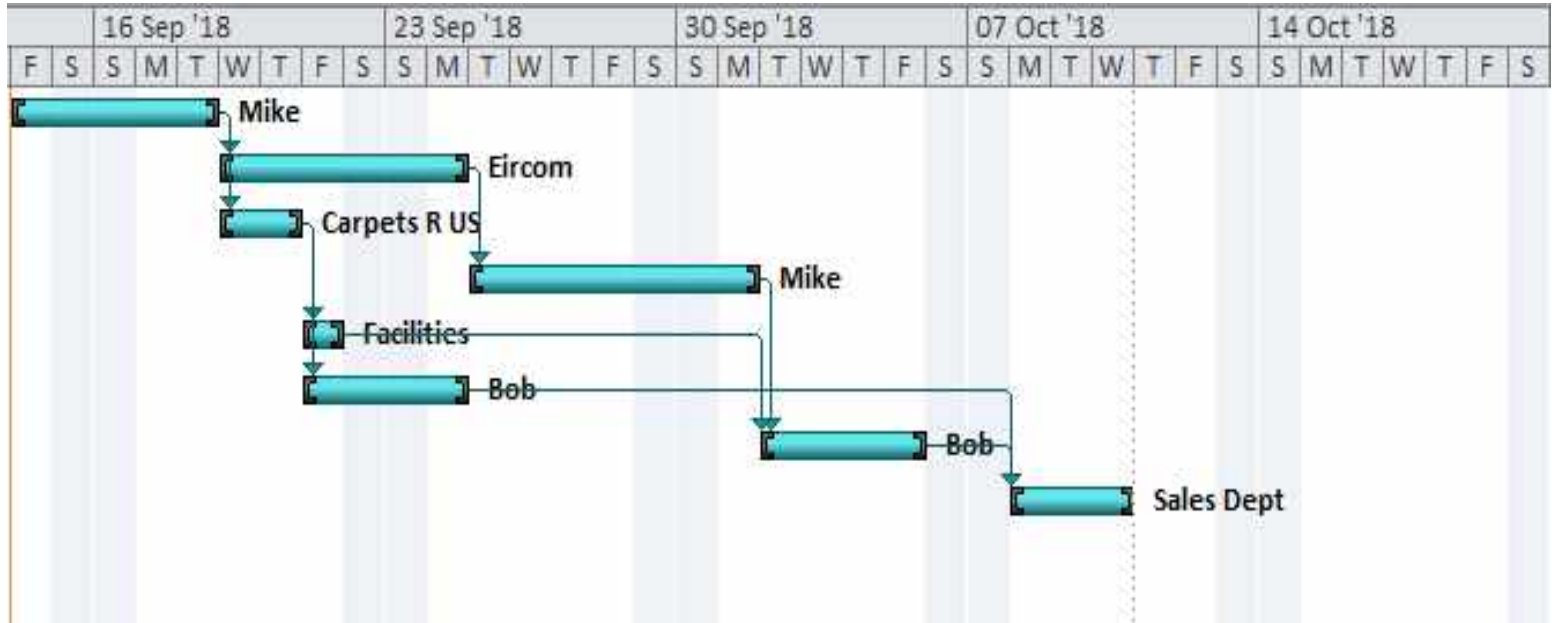 16 Sep '18 23 Sep '18 30 Sep '18 07 Oct '18 14 Oct '18
F S S M T W T F S S M T W T F S S M T W T F S S M T W T F S S M T W T F S
Mike
Eircom
Carpets R US
Mike
Facilities
Bob
Bob
Sales Dept